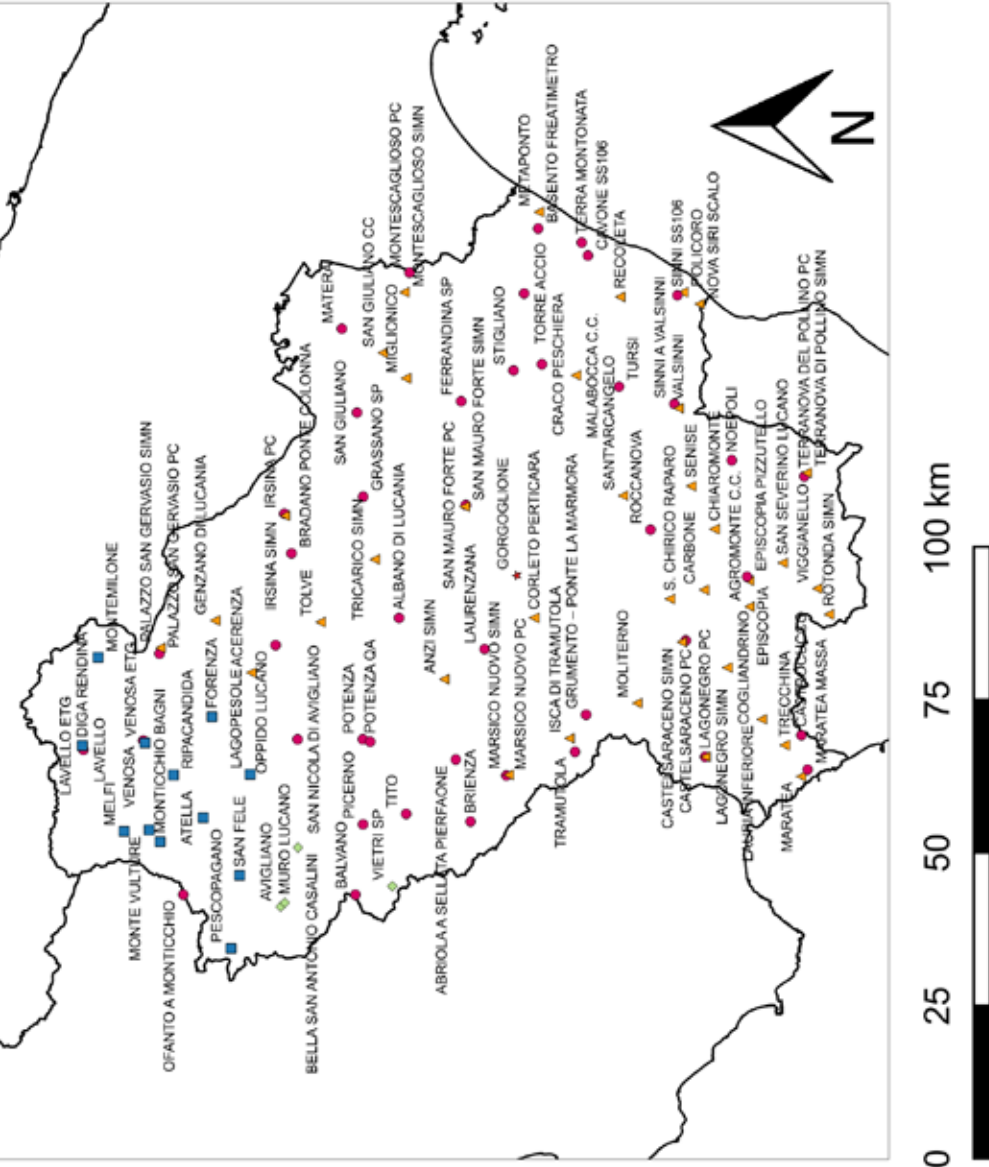 LAVELLO ETG
DIGA RENDINA
MONTEMILONE
LAVELLO
MELFI
VENOSA
VENOSA ETG
PALAZZO SAN GERVASIO SIMN
MONTE VULTURE
MONTICCHIO BAGNI
PALAZZO SAN GERVASIO PC
OFANTO A MONTICCHIO
ATELLA
RIPACANDIDA
GENZANO DI LUCANIA
PESCOPAGANO
SAN FELE
FORENZA
LAGOPESOLE
ACERENZA
AVIGLIANO
OPPIDO LUCANO
MURO LUCANO
IRSINA SIMN
IRSINA PC
BRADANO PONTE COLONNA
TOLVE
BELLA SAN ANTONIO CASALINI
SAN NICOLA DI AVIGLIANO
MATERA
SAN GIULIANO
BALVANO
PICERNO
POTENZA
TRICARICO SIMN
SAN GIULIANO CC
POTENZA QA
GRASSANO SP
VIETRI SP
TITO
ALBANO DI LUCANIA
MIGLIONICO
MONTESCAGLIOSO PC
MONTESCAGLIOSO SIMN
ANZI SIMN
ABRIOLA A SELLATA PIERFAONE
SAN MAURO FORTE PC
FERRANDINA SP
BRIENZA
LAURENZANA
SAN MAURO FORTE SIMN
MARSICO NUOVO SIMN
GORGOGLIONE
STIGLIANO
MARSICO NUOVO PC
CORLETO PERTICARA
METAPONTO
TORRE ACCIO
BASENTO FREATIMETRO
ISCA DI TRAMUTOLA
TRAMUTOLA
GRUMENTO – PONTE LA MARMORA
CRACO PESCHIERA
TERRA MONTONATA
CAVONE SS106
MALABOCCA C.C.
SANT'ARCANGELO
RECOLETA
MOLITERNO
TURSI
ROCCANOVA
SINNI A VALSINNI
CASTELSARACENO SIMN
S. CHIRICO RAPARO
VALSINNI
SINNI SS106
CASTELSARACENO PC
CARBONE
SENISE
POLICORO
LAGONEGRO PC
NOVA SIRI SCALO
LAGONEGRO SIMN
CHIAROMONTE
AGROMONTE C.C.
NOEPOLI
LAURIA INFERIORE
COGLIANDRINO
EPISCOPIA
EPISCOPIA PIZZUTELLO
TRECCHINA
SAN SEVERINO LUCANO
MARATEA
CASTELLUCCIO
VIGGIANELLO
TERRANOVA DEL POLLINO PC
MARATEA MASSA
ROTONDA SIMN
TERRANOVA DI POLLINO SIMN
N
0 25 50 75 100 km